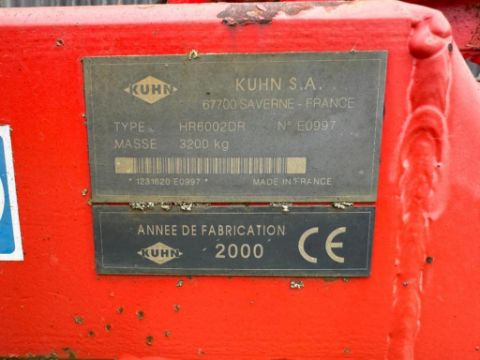 KUHN KUHN S.A.
67700 SAVERNE - FRANCE
TYPE HR6002DR N° E0997
MASSE 3200 kg
* 1231620 E0997 * MADE IN FRANCE
ANNEE DE FABRICATION
KUHN 2000 CE